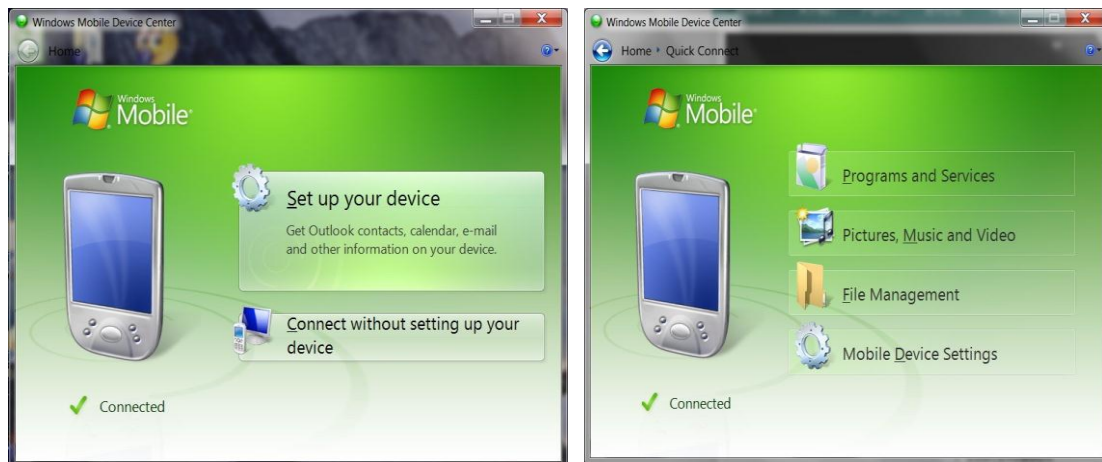 Windows Mobile Device Center
Home
Windows
Mobile
Set up your device
Get Outlook contacts, calendar, e-mail
and other information on your device.
Connect without setting up your
device
Connected
Windows Mobile Device Center
Home ‣ Quick Connect
Windows
Mobile
Programs and Services
Pictures, Music and Video
File Management
Mobile Device Settings
Connected